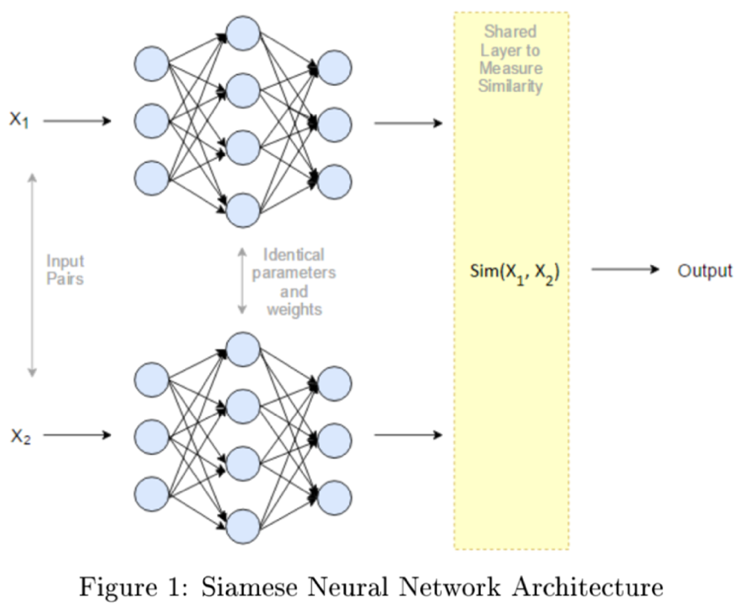 X1
Input
Pairs
X2
Identical
parameters
and
weights
Shared
Layer to
Measure
Similarity
Sim(X1, X2)
Output
Figure 1: Siamese Neural Network Architecture